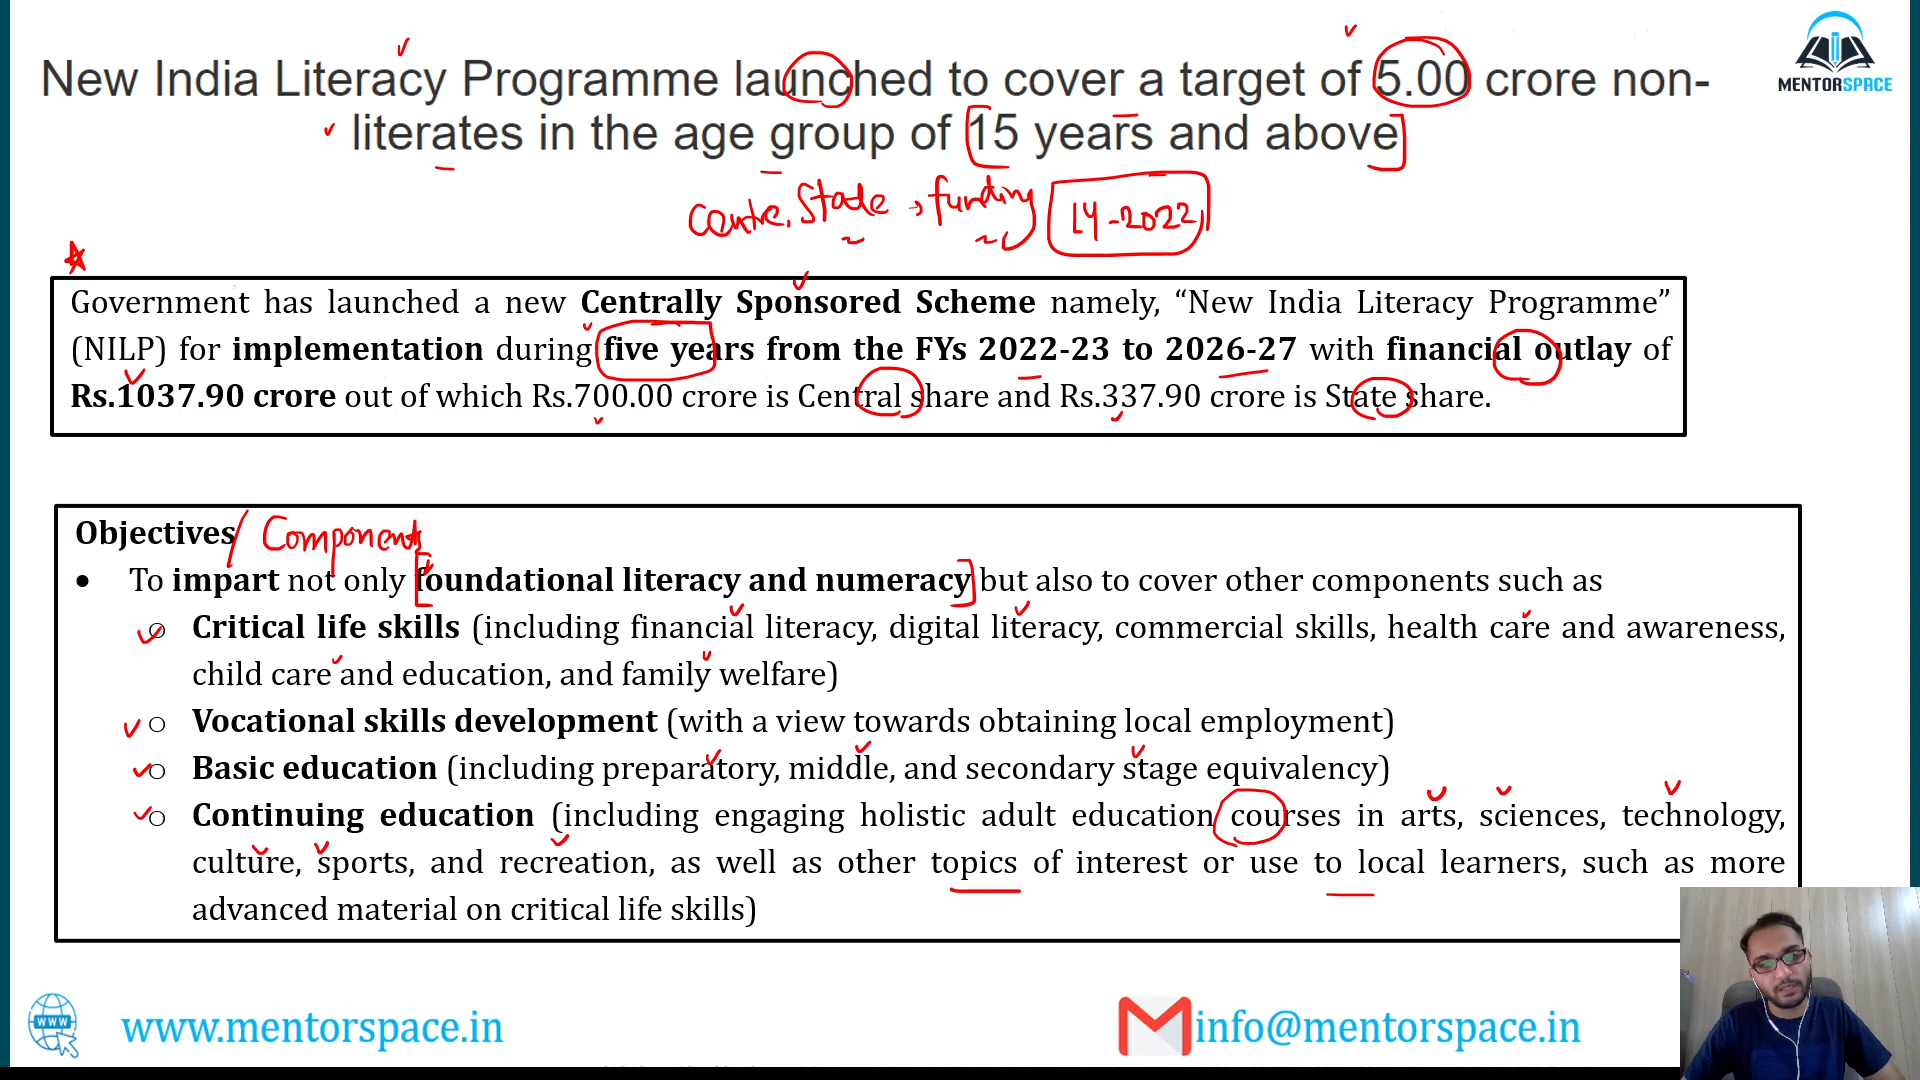 New India Literacy Programme launched to cover a target of 5.00 crore non-
literates in the age group of 15 years and above
MENTORSPACE
Centre, State, funding 14-2022
Government has launched a new Centrally Sponsored Scheme namely, “New India Literacy Programme”
(NILP) for implementation during five years from the FYs 2022-23 to 2026-27 with financial outlay of
Rs.1037.90 crore out of which Rs.700.00 crore is Central share and Rs.337.90 crore is State share.
Objectives/ Components
• To impart not only foundational literacy and numeracy but also to cover other components such as
o Critical life skills (including financial literacy, digital literacy, commercial skills, health care and awareness,
child care and education, and family welfare)
o Vocational skills development (with a view towards obtaining local employment)
o Basic education (including preparatory, middle, and secondary stage equivalency)
o Continuing education (including engaging holistic adult education courses in arts, sciences, technology,
culture, sports, and recreation, as well as other topics of interest or use to local learners, such as more
advanced material on critical life skills)
WWW
www.mentorspace.in
info@mentorspace.in